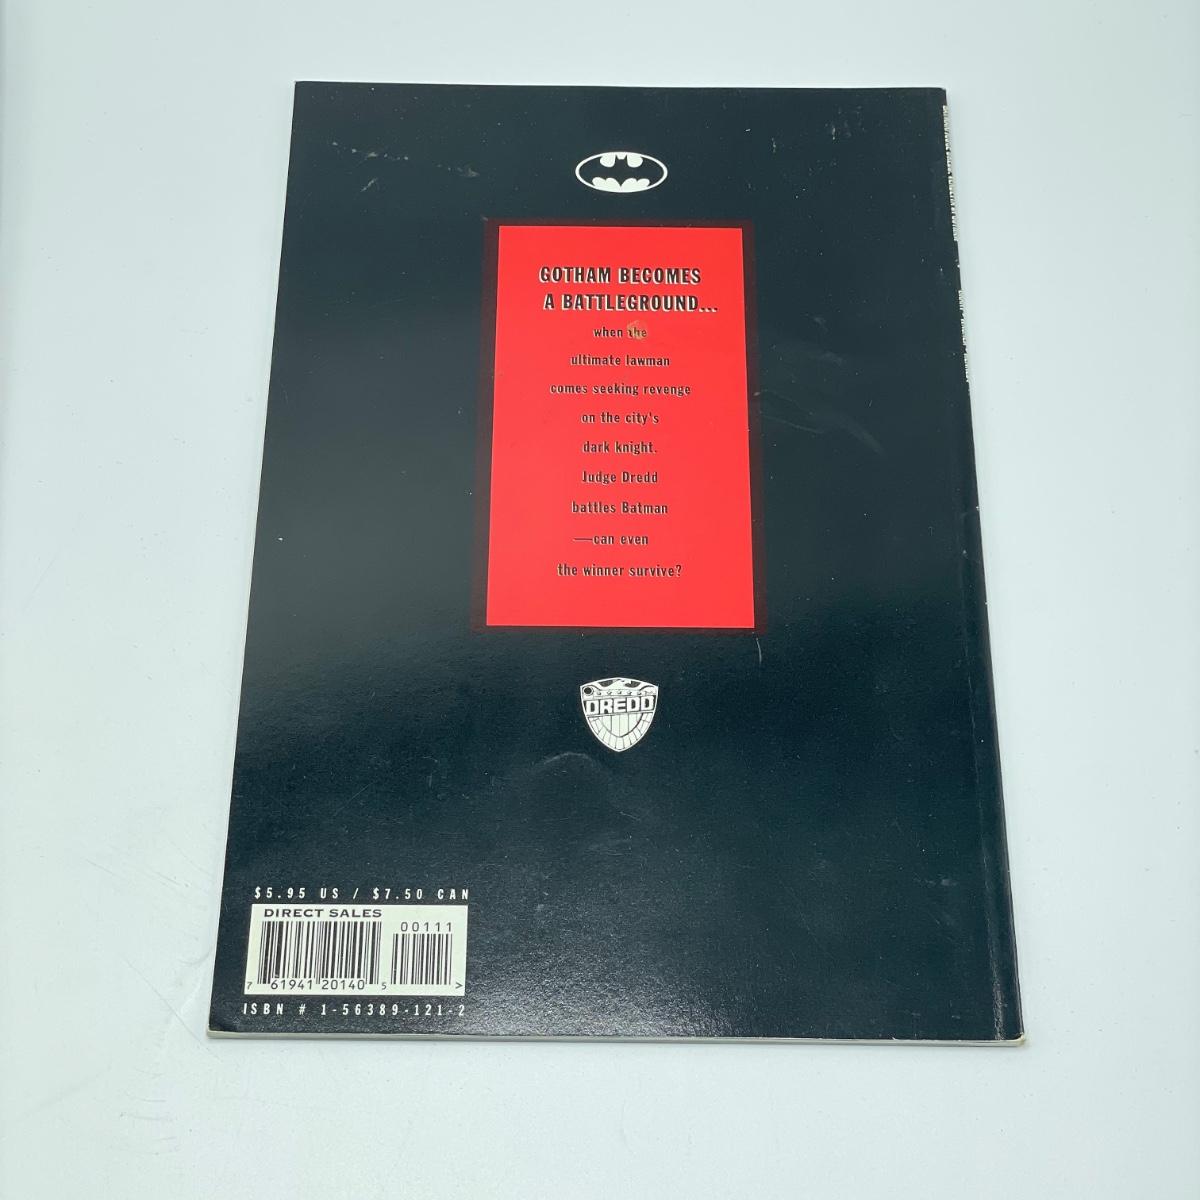 GOTHAM BECOMES
A BATTLEGROUND...
when the
ultimate lawman
comes seeking revenge
on the city's
dark knight.
Judge Dredd
battles Batman
—can even
the winner survive?
DREDD
$5.95 US / $7.50 CAN
DIRECT SALES
00111
7 61941 20140 5 >
ISBN # 1-56389-121-2